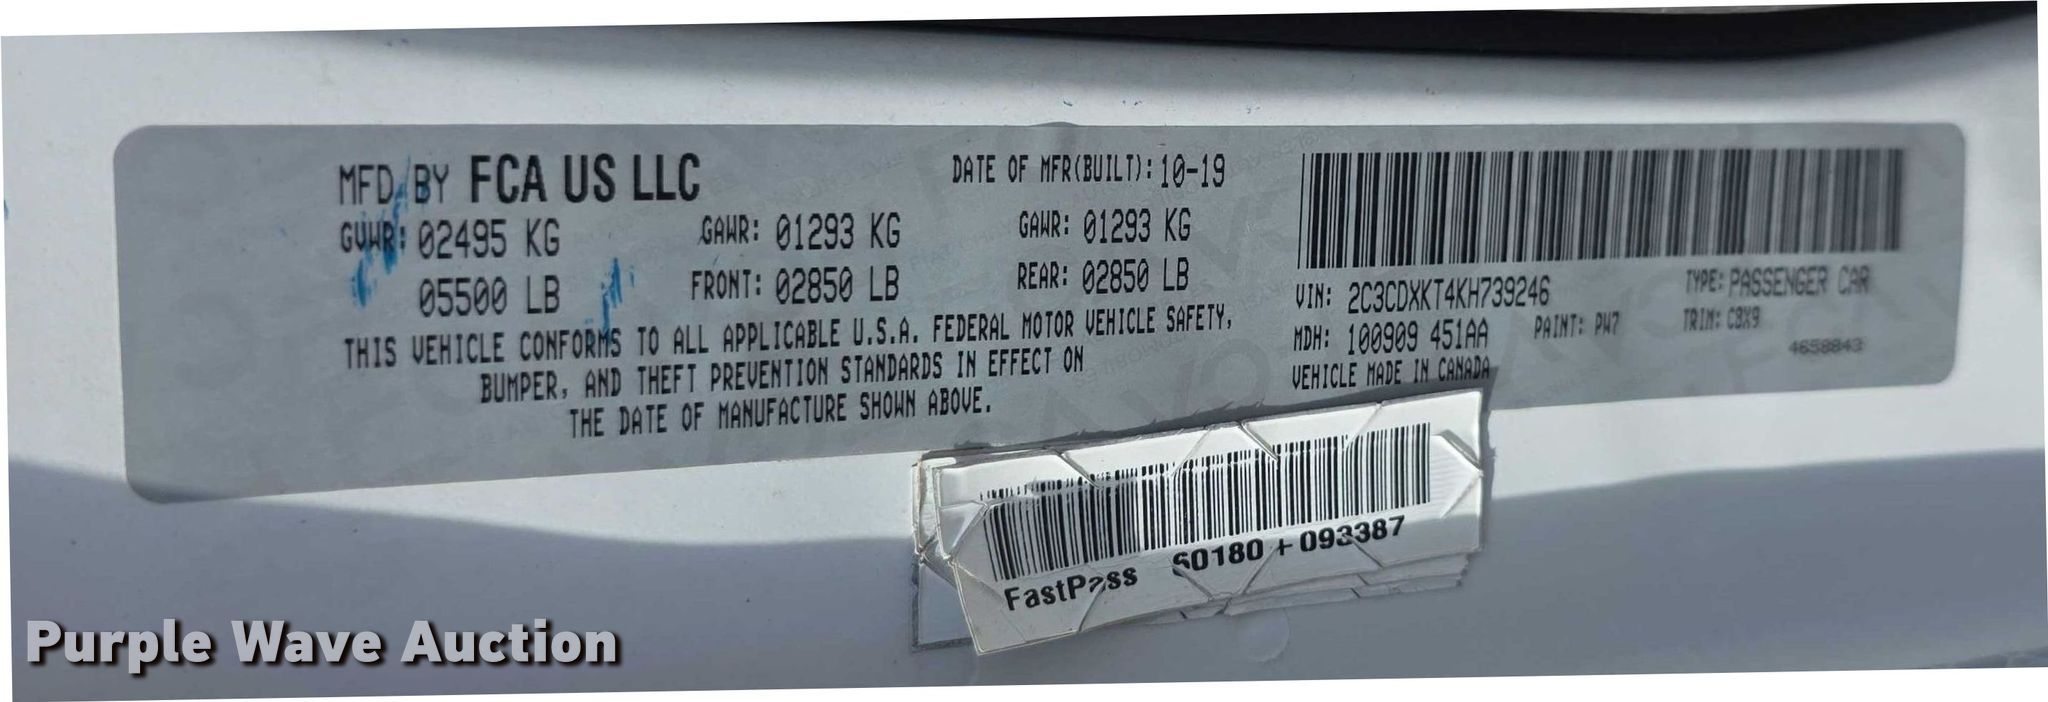 MFD BY FCA US LLC
DATE OF MFR(BUILT): 10-19
GVWR: 02495 KG
GAWR: 01293 KG
GAWR: 01293 KG
05500 LB
FRONT: 02850 LB
REAR: 02850 LB
THIS VEHICLE CONFORMS TO ALL APPLICABLE U.S.A. FEDERAL MOTOR VEHICLE SAFETY,
BUMPER, AND THEFT PREVENTION STANDARDS IN EFFECT ON
THE DATE OF MANUFACTURE SHOWN ABOVE.
VIN: 2C3CDXKT4KH739246
TYPE: PASSENGER CAR
MDH: 100909 451AA
PAINT: PW7
TRIM: C8X9
VEHICLE MADE IN CANADA
4658843
FastPass 60180 + 093387
Purple Wave Auction